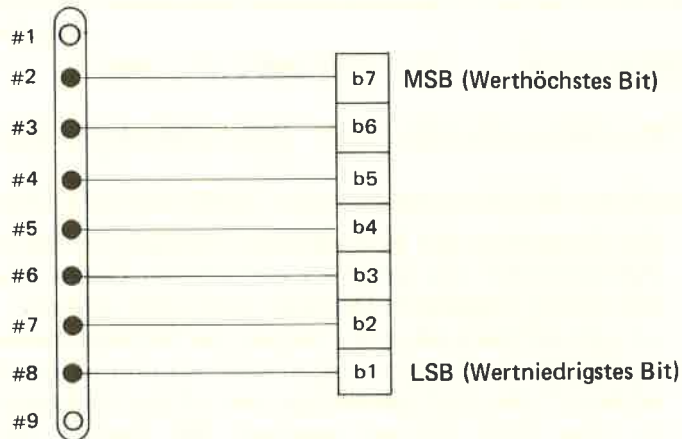 #1
#2 b7 MSB (Werthöchstes Bit)
#3 b6
#4 b5
#5 b4
#6 b3
#7 b2
#8 b1 LSB (Wertniedrigstes Bit)
#9